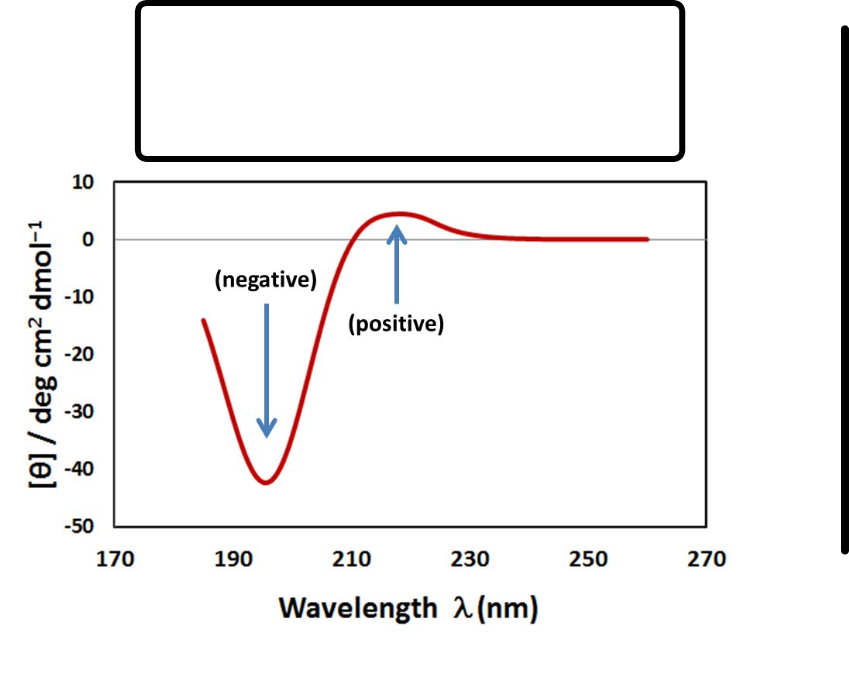 10
0
-10
-20
-30
-40
-50
[θ] / deg cm² dmol⁻¹
(negative)
(positive)
170 190 210 230 250 270
Wavelength λ (nm)